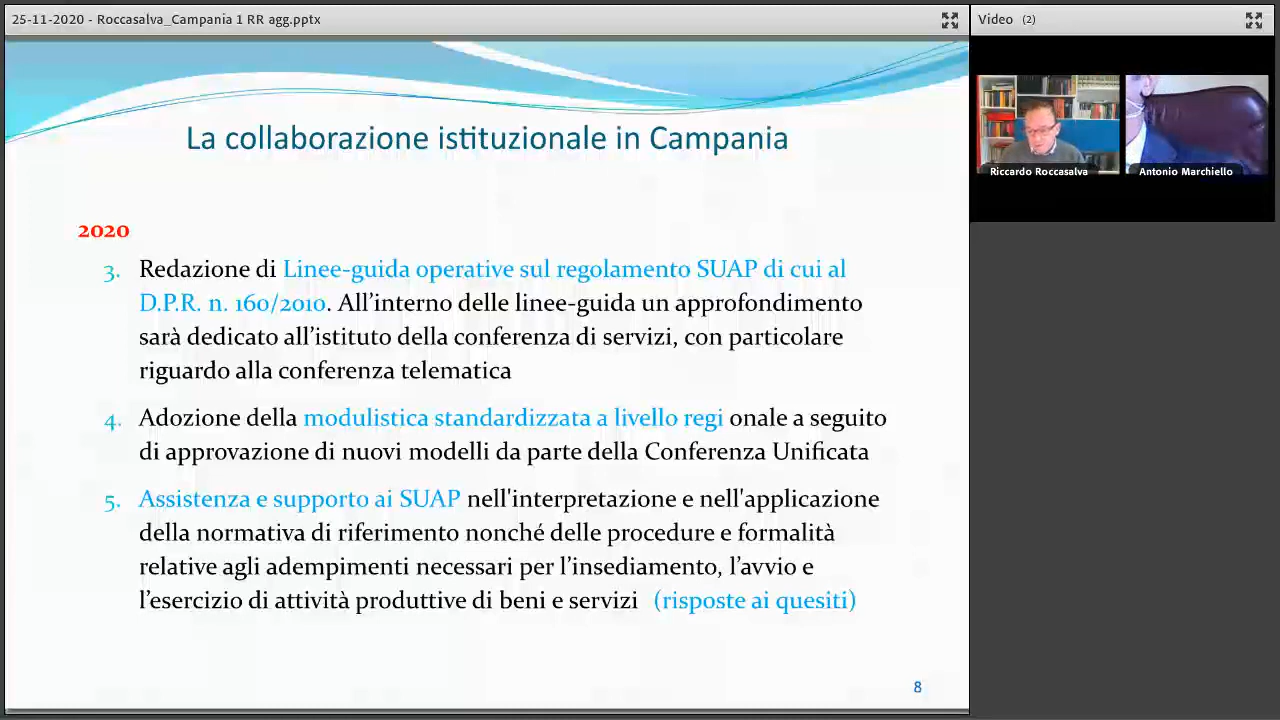 25-11-2020 - Roccasalva_Campania 1 RR agg.pptx
Video (2)
Riccardo Roccasalva
Antonio Marchiello
La collaborazione istituzionale in Campania
2020
3. Redazione di Linee-guida operative sul regolamento SUAP di cui al
D.P.R. n. 160/2010. All’interno delle linee-guida un approfondimento
sarà dedicato all’istituto della conferenza di servizi, con particolare
riguardo alla conferenza telematica
4. Adozione della modulistica standardizzata a livello regi onale a seguito
di approvazione di nuovi modelli da parte della Conferenza Unificata
5. Assistenza e supporto ai SUAP nell'interpretazione e nell'applicazione
della normativa di riferimento nonché delle procedure e formalità
relative agli adempimenti necessari per l’insediamento, l’avvio e
l’esercizio di attività produttive di beni e servizi (risposte ai quesiti)
8